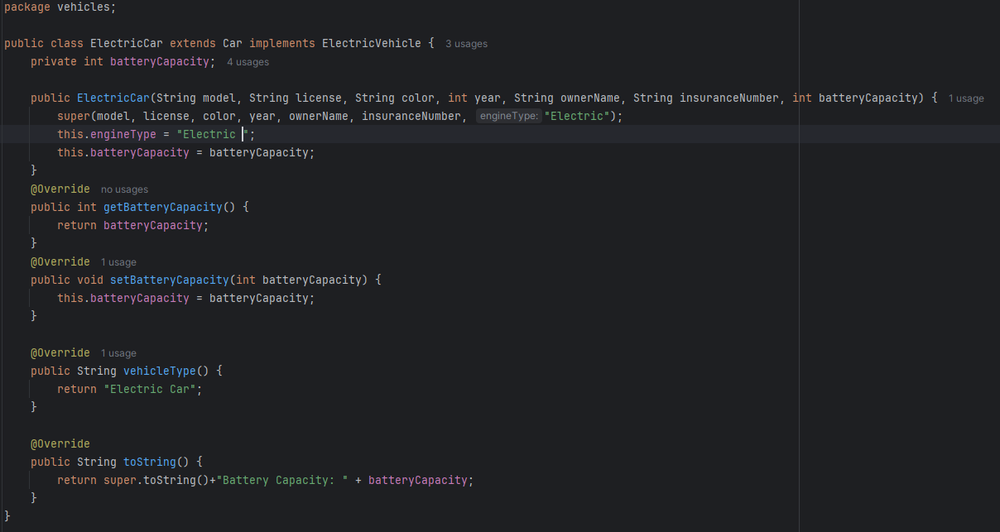 package vehicles;
public class ElectricCar extends Car implements ElectricVehicle { 3 usages
private int batteryCapacity; 4 usages
public ElectricCar(String model, String license, String color, int year, String ownerName, String insuranceNumber, int batteryCapacity) { 1 usage
super(model, license, color, year, ownerName, insuranceNumber, engineType: "Electric");
this.engineType = "Electric ";
this.batteryCapacity = batteryCapacity;
}
@Override no usages
public int getBatteryCapacity() {
return batteryCapacity;
}
@Override 1 usage
public void setBatteryCapacity(int batteryCapacity) {
this.batteryCapacity = batteryCapacity;
}
@Override 1 usage
public String vehicleType() {
return "Electric Car";
}
@Override
public String toString() {
return super.toString()+"Battery Capacity: " + batteryCapacity;
}
}